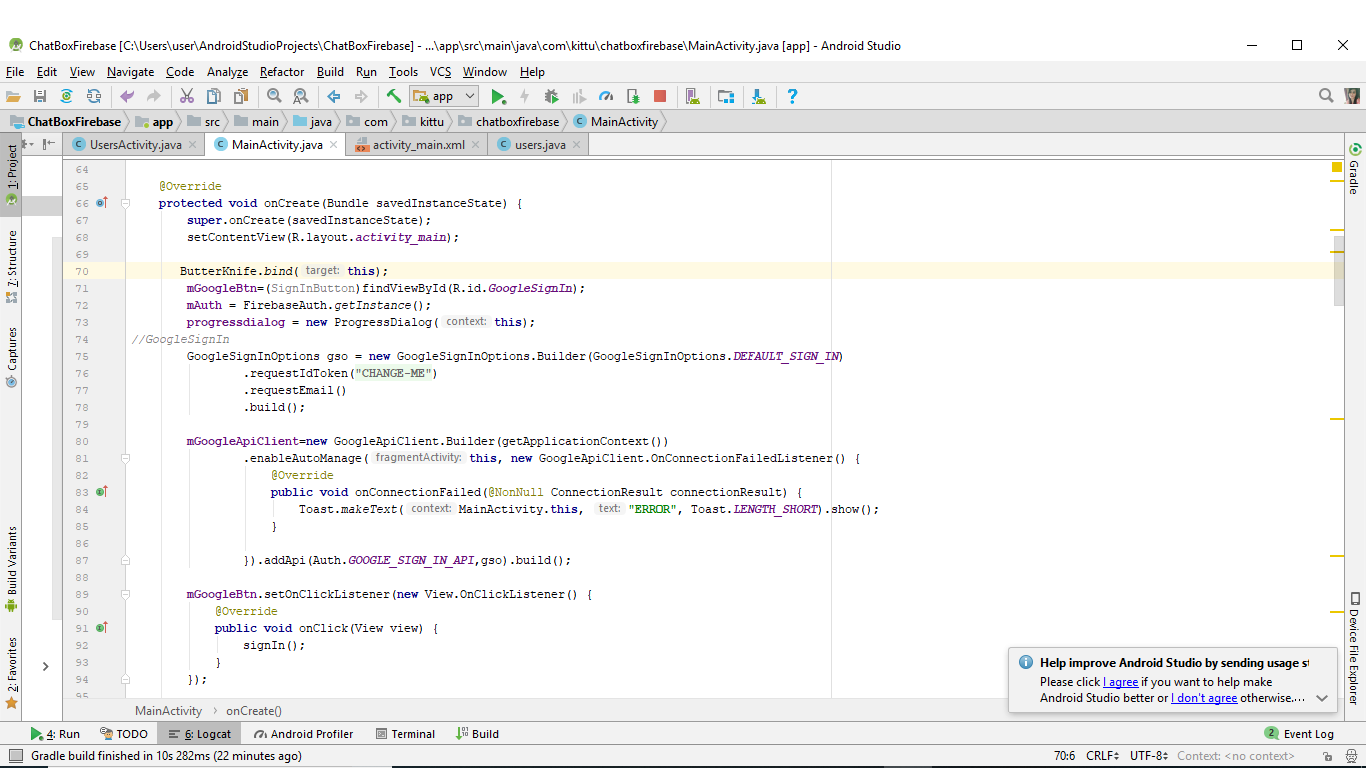 ChatBoxFirebase [C:\Users\user\AndroidStudioProjects\ChatBoxFirebase] - ...\app\src\main\java\com\kittu\chatboxfirebase\MainActivity.java [app] - Android Studio
File Edit View Navigate Code Analyze Refactor Build Run Tools VCS Window Help
app
ChatBoxFirebase app src main java com kittu chatboxfirebase MainActivity
UsersActivity.java MainActivity.java activity_main.xml users.java
1: Project
7: Structure
Captures
Build Variants
2: Favorites
64
65 @Override
66 protected void onCreate(Bundle savedInstanceState) {
67 super.onCreate(savedInstanceState);
68 setContentView(R.layout.activity_main);
69
70 ButterKnife.bind( target: this);
71 mGoogleBtn=(SignInButton)findViewById(R.id.GoogleSignIn);
72 mAuth = FirebaseAuth.getInstance();
73 progressdialog = new ProgressDialog( context: this);
74 //GoogleSignIn
75 GoogleSignInOptions gso = new GoogleSignInOptions.Builder(GoogleSignInOptions.DEFAULT_SIGN_IN)
76 .requestIdToken("CHANGE-ME")
77 .requestEmail()
78 .build();
79
80 mGoogleApiClient=new GoogleApiClient.Builder(getApplicationContext())
81 .enableAutoManage( fragmentActivity: this, new GoogleApiClient.OnConnectionFailedListener() {
82 @Override
83 public void onConnectionFailed(@NonNull ConnectionResult connectionResult) {
84 Toast.makeText( context: MainActivity.this, text: "ERROR", Toast.LENGTH_SHORT).show();
85 }
86
87 }).addApi(Auth.GOOGLE_SIGN_IN_API,gso).build();
88
89 mGoogleBtn.setOnClickListener(new View.OnClickListener() {
90 @Override
91 public void onClick(View view) {
92 signIn();
93 }
94 });
95
Gradle
Device File Explorer
Help improve Android Studio by sending usage st
Please click I agree if you want to help make
Android Studio better or I don't agree otherwise....
MainActivity › onCreate()
4: Run TODO 6: Logcat Android Profiler Terminal Build 2 Event Log
Gradle build finished in 10s 282ms (22 minutes ago) 70:6 CRLF UTF-8 Context: <no context>